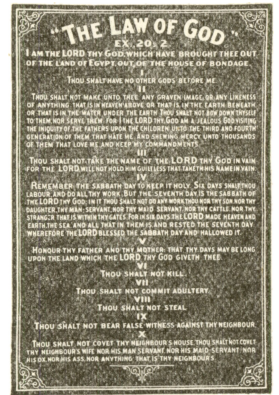 "THE LAW OF GOD"
EX. 20, 2.
I AM THE LORD THY GOD, WHICH HAVE BROUGHT THEE OUT
OF THE LAND OF EGYPT, OUT OF THE HOUSE OF BONDAGE.
I
THOU SHALT HAVE NO OTHER GODS BEFORE ME.
II
THOU SHALT NOT MAKE UNTO THEE ANY GRAVEN IMAGE, OR ANY LIKENESS
OF ANYTHING THAT IS IN HEAVEN ABOVE, OR THAT IS IN THE EARTH BENEATH
OR THAT IS IN THE WATER UNDER THE EARTH. THOU SHALT NOT BOW DOWN THYSELF
TO THEM NOR SERVE THEM: FOR I THE LORD THY GOD AM A JEALOUS GOD, VISITING
THE INIQUITY OF THE FATHERS UPON THE CHILDREN UNTO THE THIRD AND FOURTH
GENERATION OF THEM THAT HATE ME, AND SHEWING MERCY UNTO THOUSANDS
OF THEM THAT LOVE ME AND KEEP MY COMMANDMENTS.
III
THOU SHALT NOT TAKE THE NAME OF THE LORD THY GOD IN VAIN
FOR THE LORD WILL NOT HOLD HIM GUILTLESS THAT TAKETH HIS NAME IN VAIN.
IV
REMEMBER THE SABBATH DAY TO KEEP IT HOLY. SIX DAYS SHALT THOU
LABOUR AND DO ALL THY WORK. BUT THE SEVENTH DAY IS THE SABBATH OF
THE LORD THY GOD: IN IT THOU SHALT NOT DO ANY WORK THOU NOR THY SON NOR THY
DAUGHTER, THY MAN-SERVANT, NOR THY MAID-SERVANT, NOR THY CATTLE, NOR THY
STRANGER THAT IS WITHIN THY GATES. FOR IN SIX DAYS THE LORD MADE HEAVEN AND
EARTH, THE SEA, AND ALL THAT IN THEM IS AND RESTED THE SEVENTH DAY.
WHEREFORE THE LORD BLESSED THE SABBATH DAY AND HALLOWED IT.
V
HONOUR THY FATHER AND THY MOTHER: THAT THY DAYS MAY BE LONG
UPON THE LAND WHICH THE LORD THY GOD GIVETH THEE.
VI
THOU SHALT NOT KILL.
VII
THOU SHALT NOT COMMIT ADULTERY.
VIII
THOU SHALT NOT STEAL.
IX
THOU SHALT NOT BEAR FALSE WITNESS AGAINST THY NEIGHBOUR.
X
THOU SHALT NOT COVET THY NEIGHBOUR'S HOUSE, THOU SHALT NOT COVET
THY NEIGHBOUR'S WIFE NOR HIS MAN SERVANT NOR HIS MAID-SERVANT NOR
HIS OX, NOR HIS ASS, NOR ANYTHING THAT IS THY NEIGHBOUR'S.